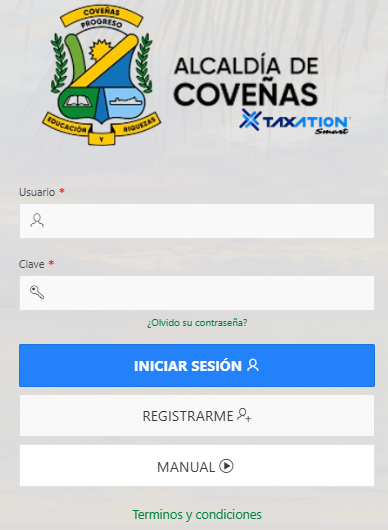 COVEÑAS
PROGRESO
EDUCACIÓN Y RIQUEZAS
ALCALDÍA DE
COVEÑAS
TAXATION
Smart
Usuario *
Clave *
¿Olvido su contraseña?
INICIAR SESIÓN
REGISTRARME
MANUAL
Terminos y condiciones